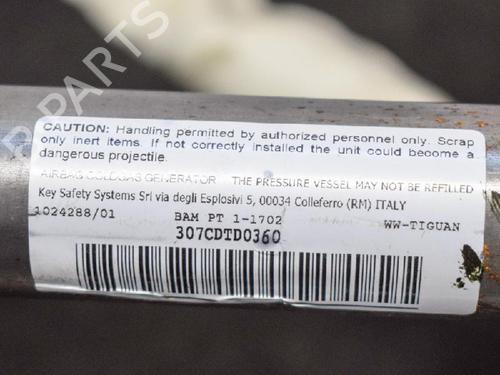 CAUTION: Handling permitted by authorized personnel only. Scrap
only inert items. If not correctly installed the unit could become a
dangerous projectile.
AIRBAG COLDGAS GENERATOR THE PRESSURE VESSEL MAY NOT BE REFILLED
Key Safety Systems Srl via degli Esplosivi 5, 00034 Colleferro (RM) ITALY
1024288/01 BAM PT 1-1702 WW-TIGUAN
307CDTD0360
PARTS